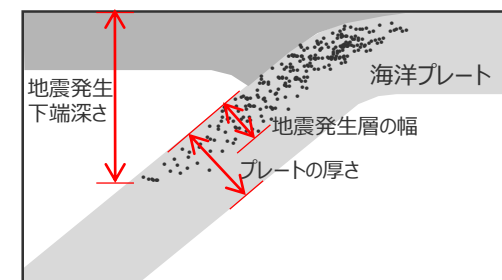 地震発生
下端深さ
海洋プレート
地震発生層の幅
プレートの厚さ